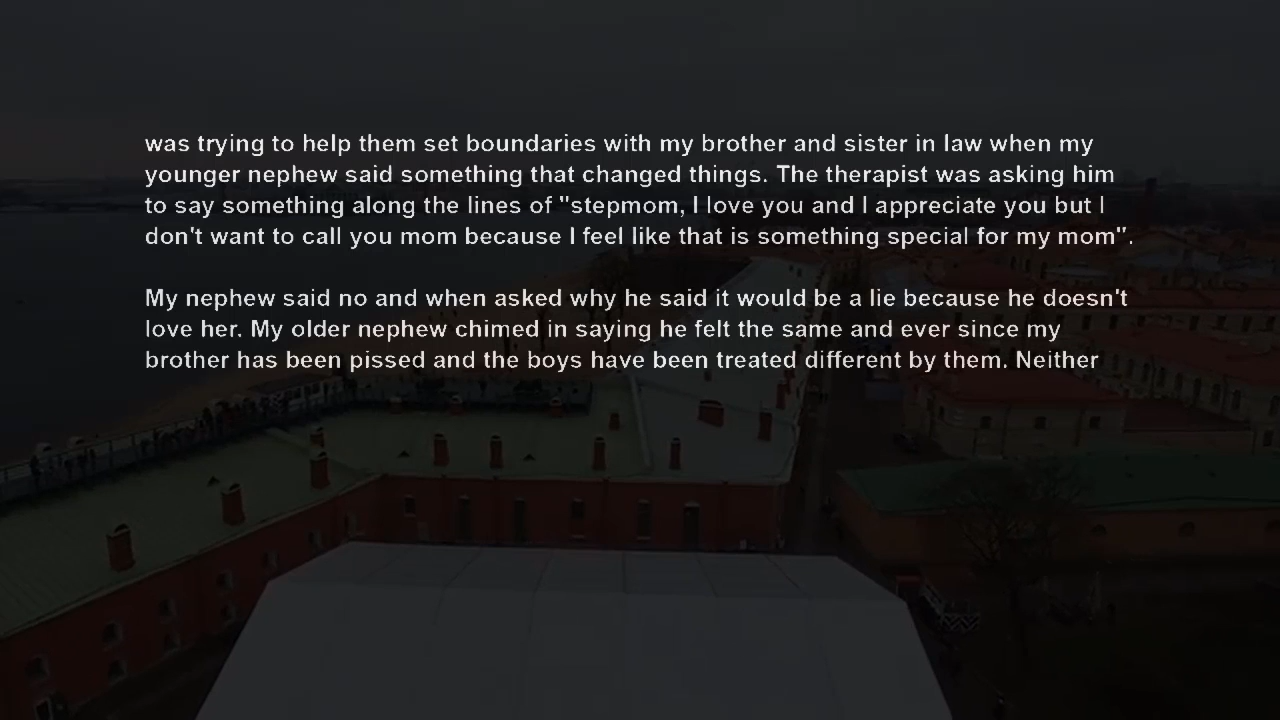 was trying to help them set boundaries with my brother and sister in law when my
younger nephew said something that changed things. The therapist was asking him
to say something along the lines of "stepmom, I love you and I appreciate you but I
don't want to call you mom because I feel like that is something special for my mom".
My nephew said no and when asked why he said it would be a lie because he doesn't
love her. My older nephew chimed in saying he felt the same and ever since my
brother has been pissed and the boys have been treated different by them. Neither